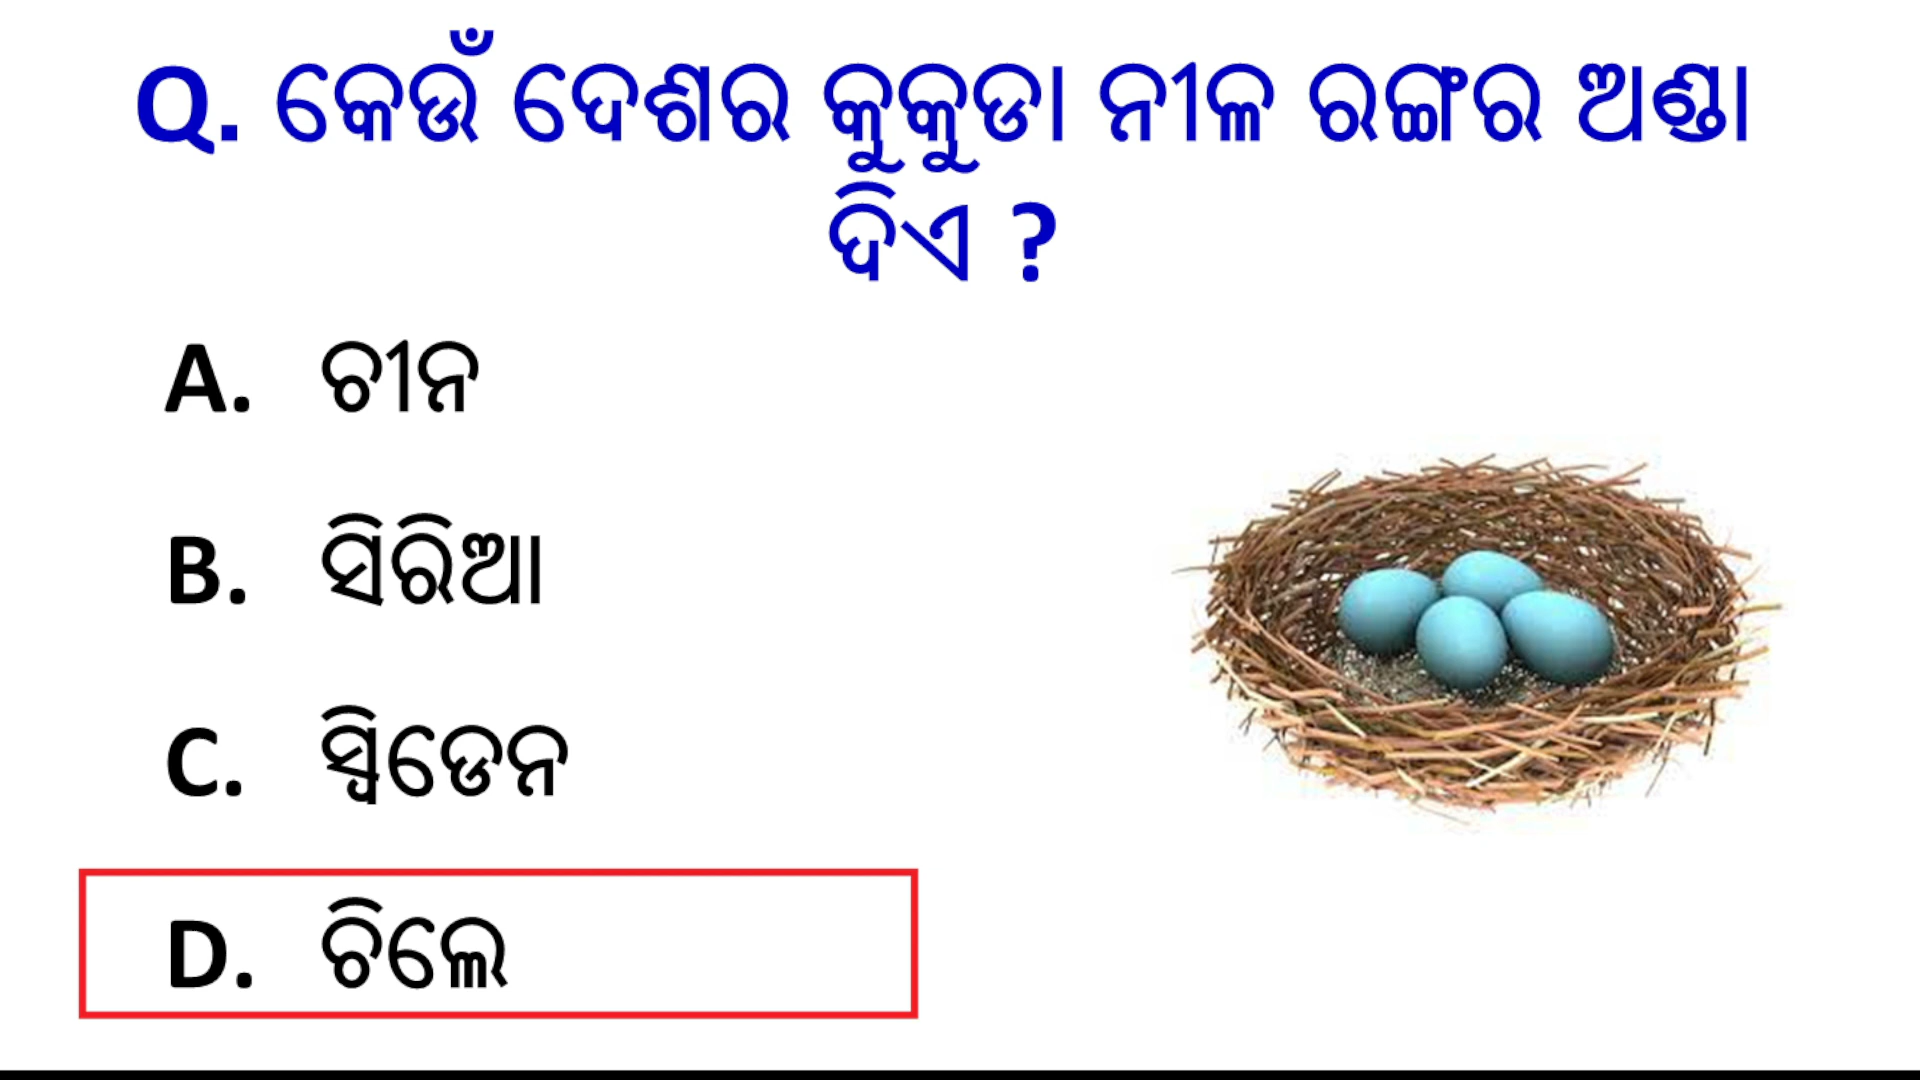 Q. କେଉଁ ଦେଶର କୁକୁଡା ନୀଳ ରଙ୍ଗର ଅଣ୍ଡା
ଦିଏ ?
A. ଚୀନ
B. ସିରିଆ
C. ସ୍ୱିଡେନ
D. ଚିଲେ